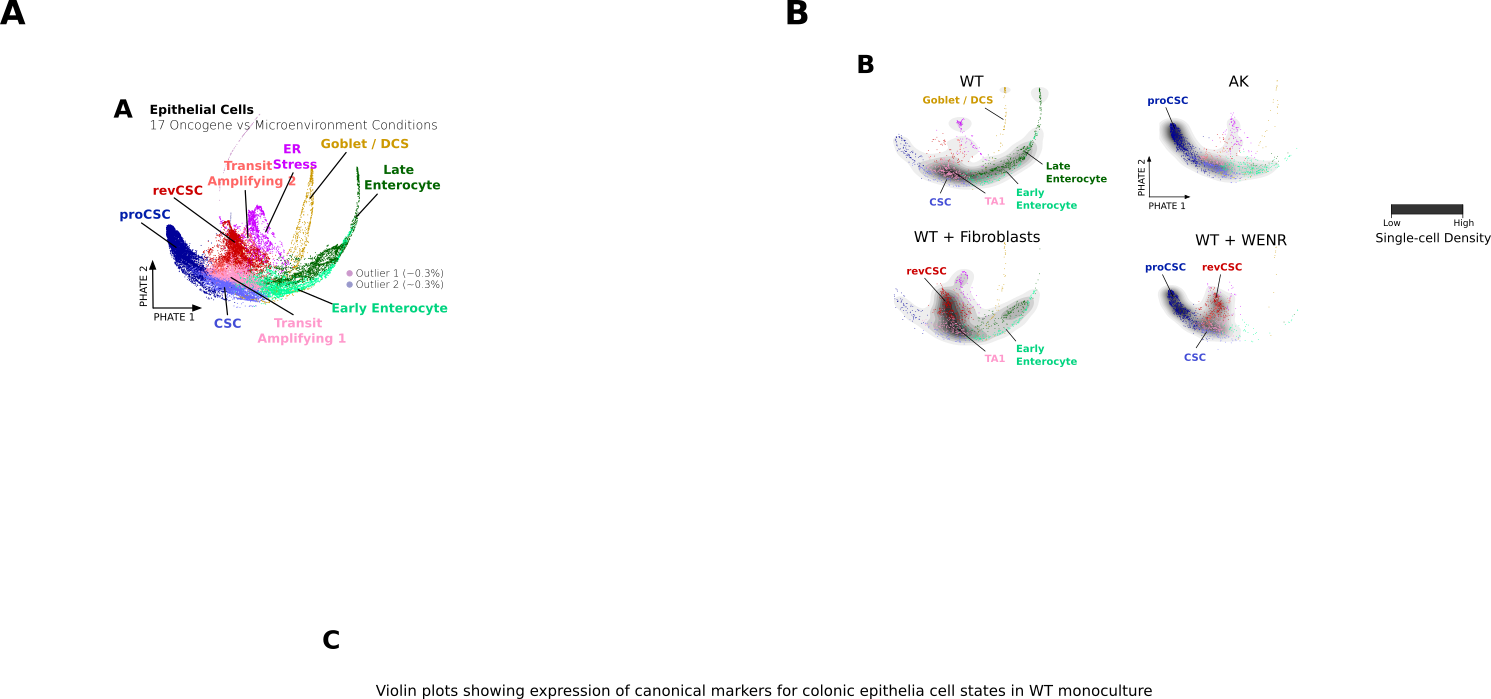 A
B
A
Epithelial Cells
17 Oncogene vs Microenvironment Conditions
ER
Stress
Goblet / DCS
Transit
Amplifying 2
Late
Enterocyte
revCSC
proCSC
Outlier 1 (~0.3%)
Outlier 2 (~0.3%)
PHATE 2
PHATE 1
Early Enterocyte
CSC
Transit
Amplifying 1
B
WT
Goblet / DCS
Late
Enterocyte
Early
Enterocyte
CSC
TA1
AK
proCSC
PHATE 2
PHATE 1
Low
High
Single-cell Density
WT + Fibroblasts
revCSC
TA1
Early
Enterocyte
WT + WENR
proCSC
revCSC
CSC
C
Violin plots showing expression of canonical markers for colonic epithelia cell states in WT monoculture